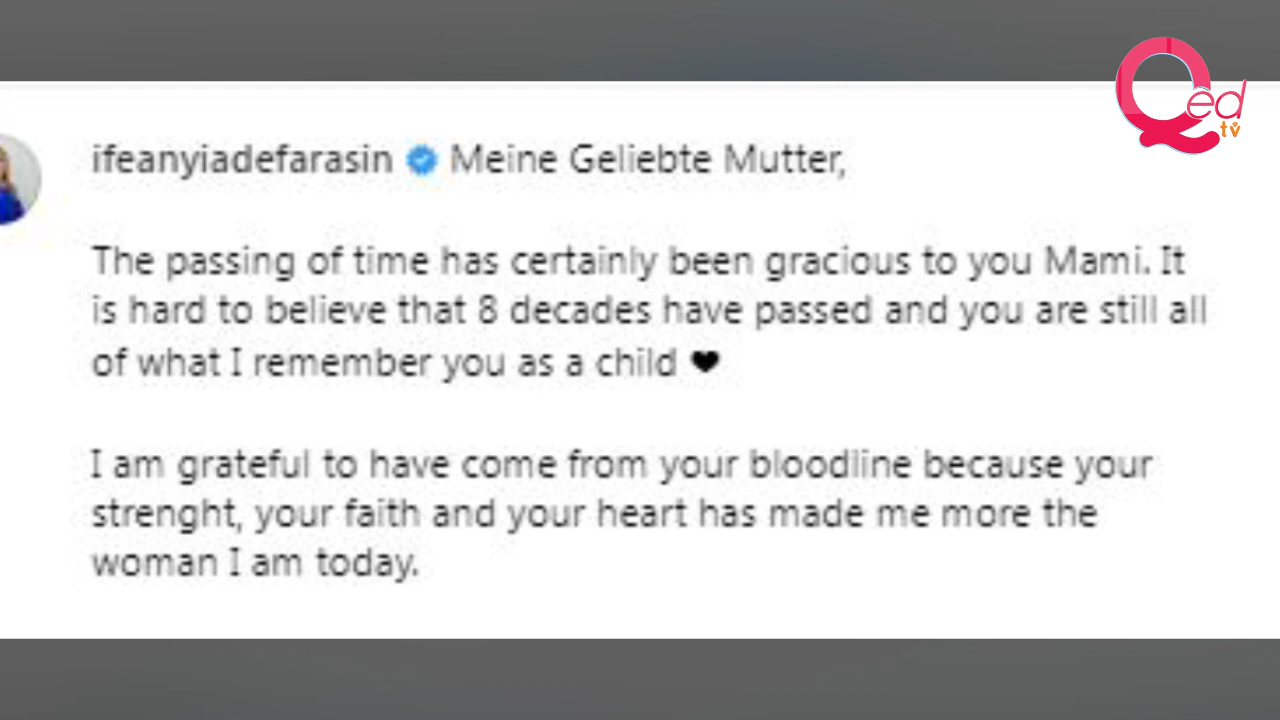 Qed
tv
ifeanyiadefarasin Meine Geliebte Mutter,
The passing of time has certainly been gracious to you Mami. It
is hard to believe that 8 decades have passed and you are still all
of what I remember you as a child 🖤
I am grateful to have come from your bloodline because your
strenght, your faith and your heart has made me more the
woman I am today.